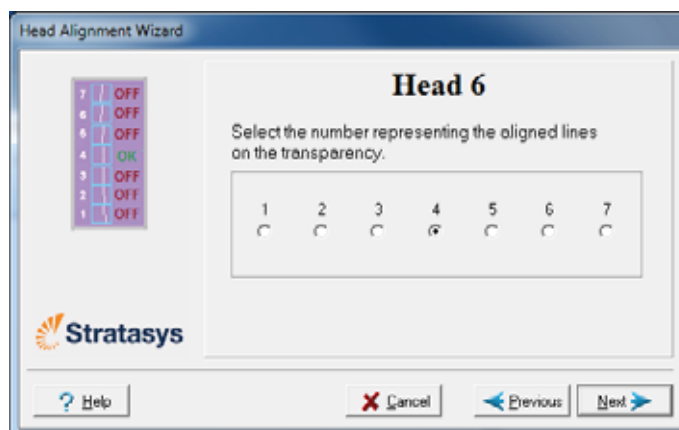 Head Alignment Wizard
7 OFF
6 OFF
5 OFF
4 OK
3 OFF
2 OFF
1 OFF
Head 6
Select the number representing the aligned lines
on the transparency.
1 2 3 4 5 6 7
Stratasys
? Help
Cancel
Previous
Next